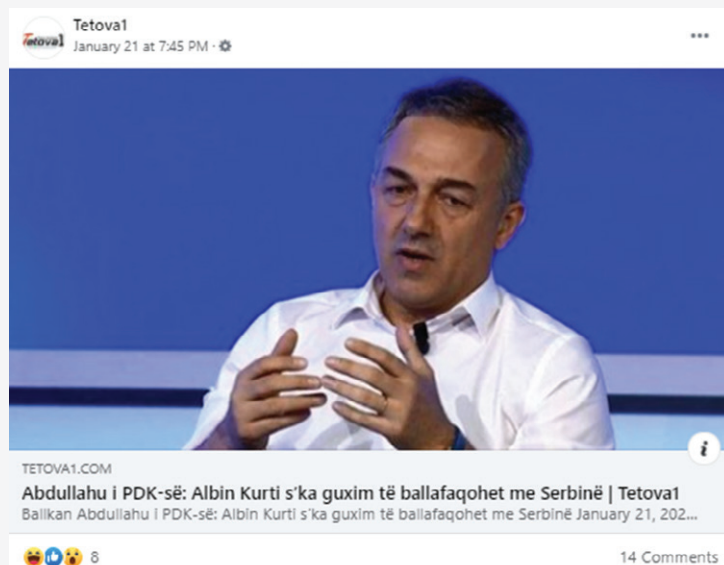 Tetova1
Tetova1
January 21 at 7:45 PM ·
TETOVA1.COM
Abdullahu i PDK-së: Albin Kurti s'ka guxim të ballafaqohet me Serbinë | Tetova1
Ballkan Abdullahu i PDK-së: Albin Kurti s'ka guxim të ballafaqohet me Serbinë January 21, 202...
8
14 Comments